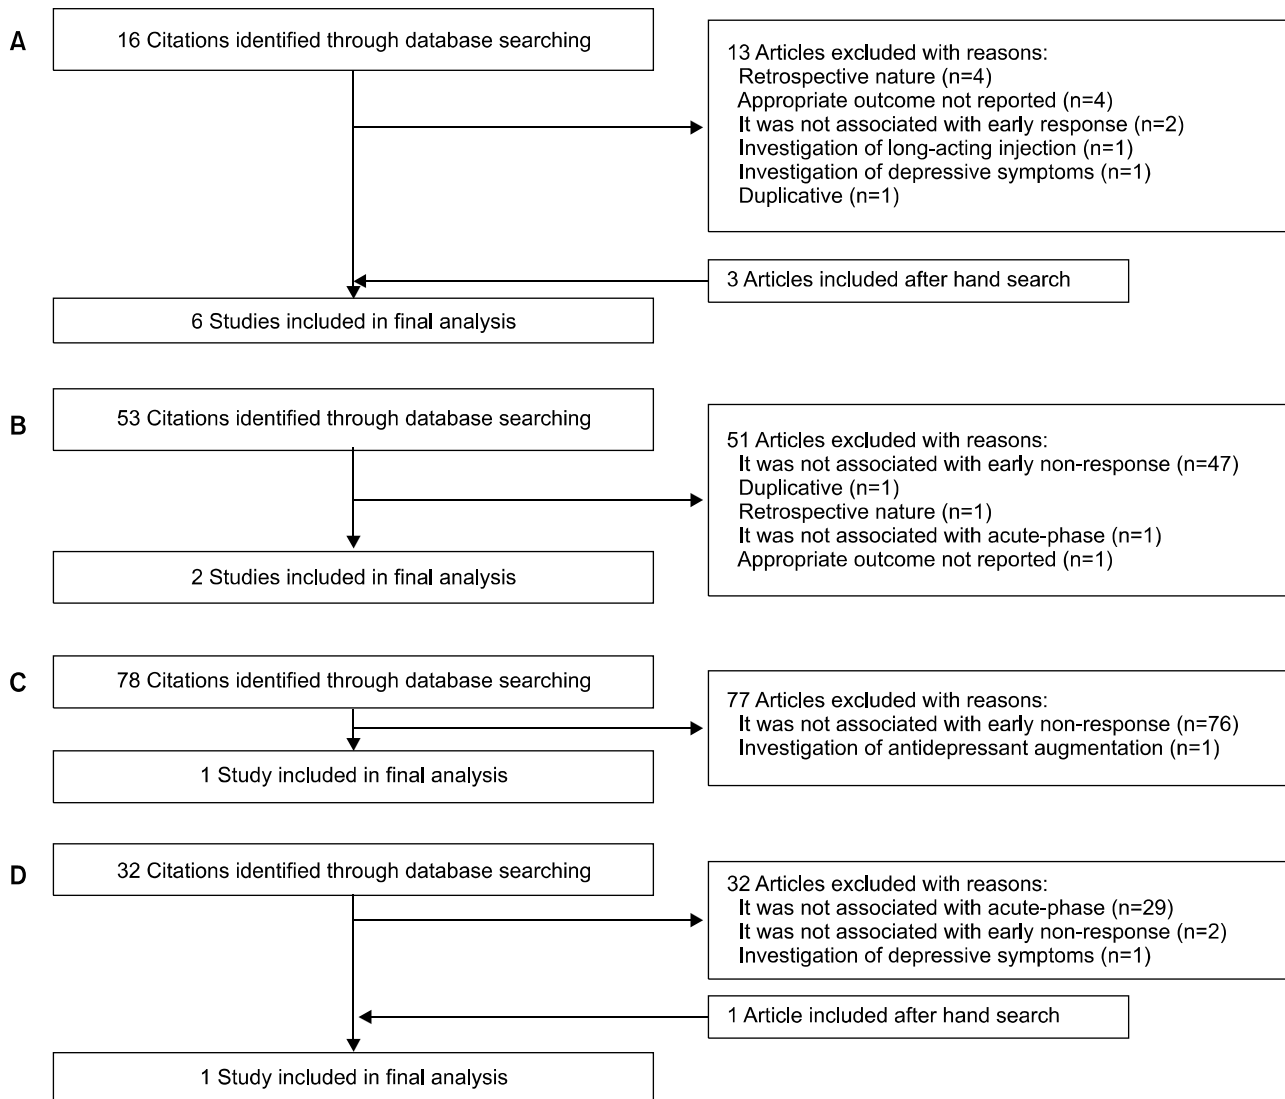 A
16 Citations identified through database searching
13 Articles excluded with reasons:
Retrospective nature (n=4)
Appropriate outcome not reported (n=4)
It was not associated with early response (n=2)
Investigation of long-acting injection (n=1)
Investigation of depressive symptoms (n=1)
Duplicative (n=1)
3 Articles included after hand search
6 Studies included in final analysis
B
53 Citations identified through database searching
51 Articles excluded with reasons:
It was not associated with early non-response (n=47)
Duplicative (n=1)
Retrospective nature (n=1)
It was not associated with acute-phase (n=1)
Appropriate outcome not reported (n=1)
2 Studies included in final analysis
C
78 Citations identified through database searching
77 Articles excluded with reasons:
It was not associated with early non-response (n=76)
Investigation of antidepressant augmentation (n=1)
1 Study included in final analysis
D
32 Citations identified through database searching
32 Articles excluded with reasons:
It was not associated with acute-phase (n=29)
It was not associated with early non-response (n=2)
Investigation of depressive symptoms (n=1)
1 Article included after hand search
1 Study included in final analysis